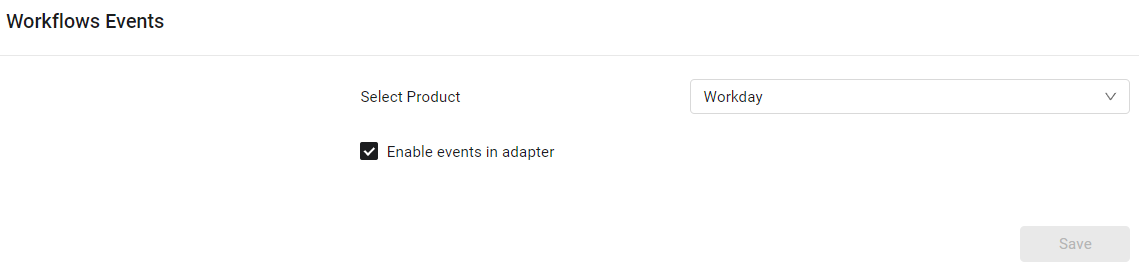 Workflows Events
Select Product
Workday
Enable events in adapter
Save